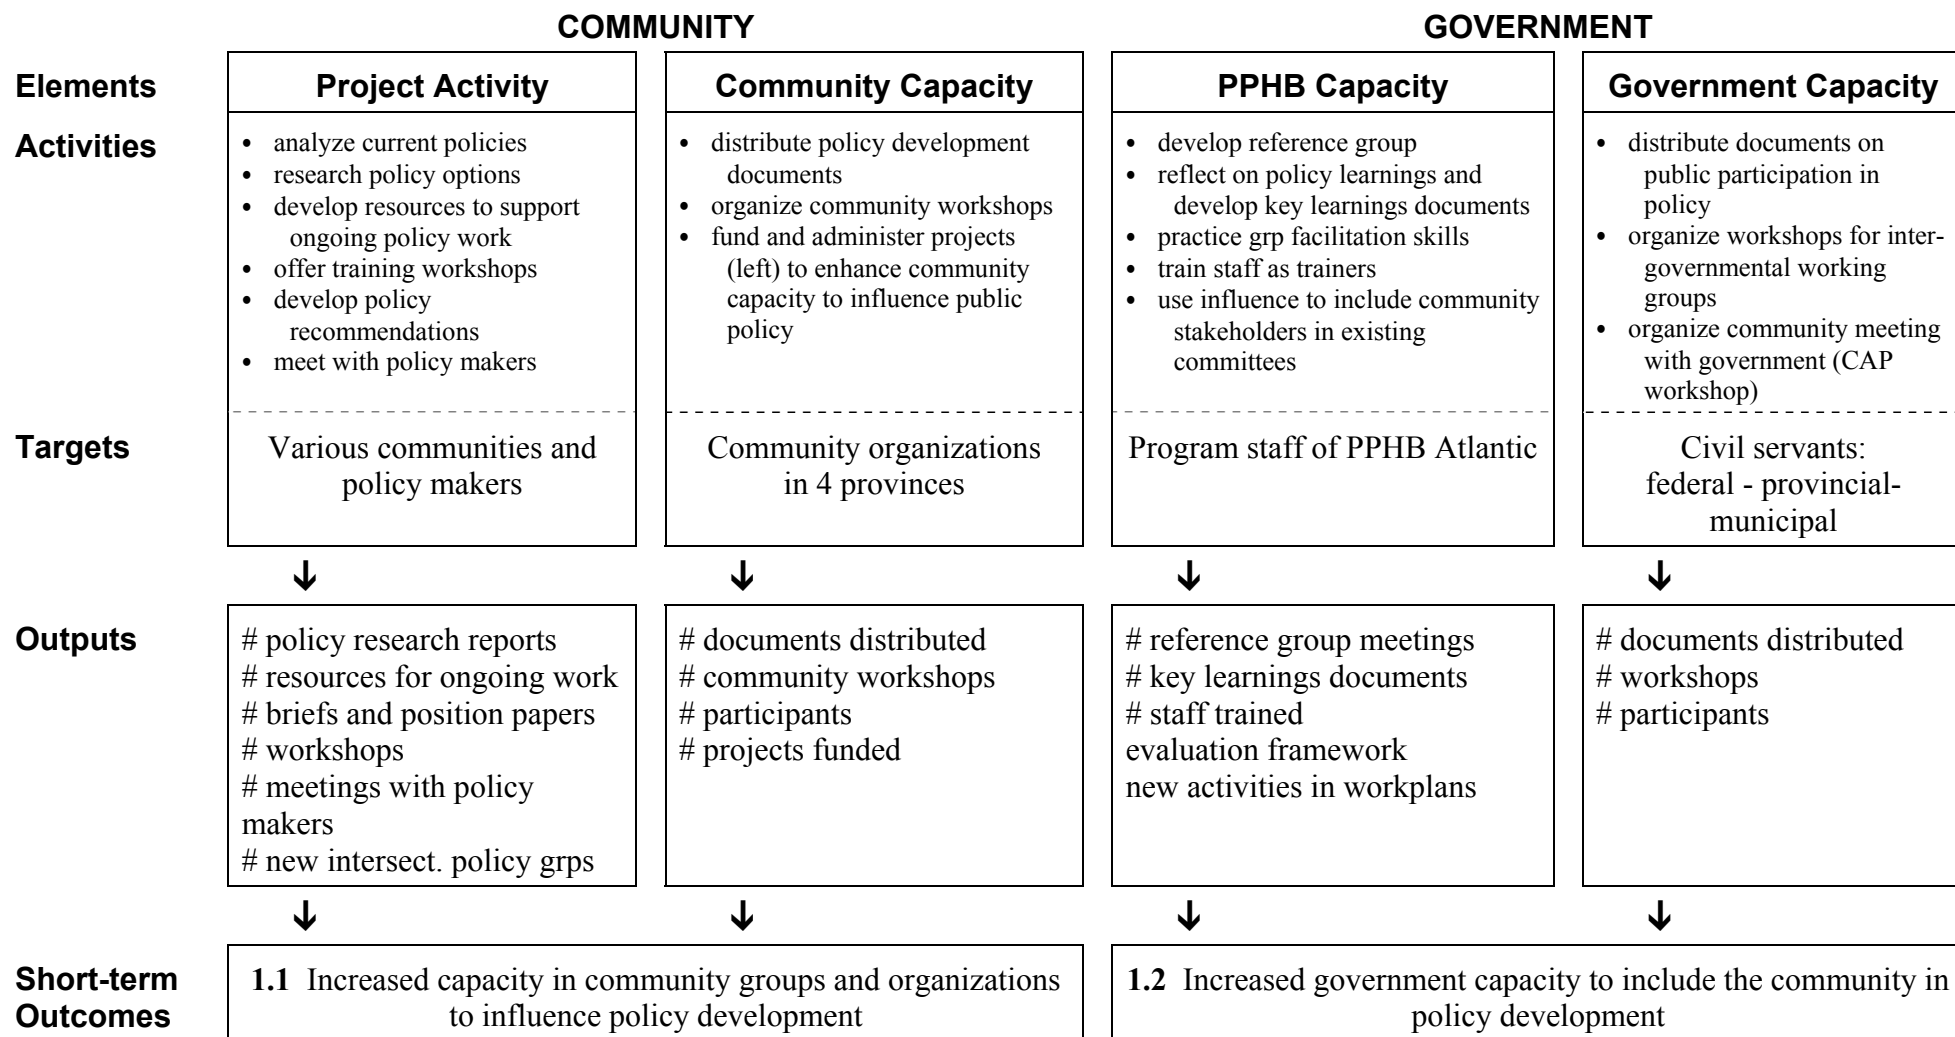 COMMUNITY
GOVERNMENT
Elements
Project Activity
Community Capacity
PPHB Capacity
Government Capacity
Activities
• analyze current policies
• research policy options
• develop resources to support
ongoing policy work
• offer training workshops
• develop policy
recommendations
• meet with policy makers
• distribute policy development
documents
• organize community workshops
• fund and administer projects
(left) to enhance community
capacity to influence public
policy
• develop reference group
• reflect on policy learnings and
develop key learnings documents
• practice grp facilitation skills
• train staff as trainers
• use influence to include community
stakeholders in existing
committees
• distribute documents on
public participation in
policy
• organize workshops for inter-
governmental working
groups
• organize community meeting
with government (CAP
workshop)
Targets
Various communities and
policy makers
Community organizations
in 4 provinces
Program staff of PPHB Atlantic
Civil servants:
federal - provincial-
municipal
Outputs
# policy research reports
# resources for ongoing work
# briefs and position papers
# workshops
# meetings with policy
makers
# new intersect. policy grps
# documents distributed
# community workshops
# participants
# projects funded
# reference group meetings
# key learnings documents
# staff trained
evaluation framework
new activities in workplans
# documents distributed
# workshops
# participants
Short-term
Outcomes
1.1 Increased capacity in community groups and organizations
to influence policy development
1.2 Increased government capacity to include the community in
policy development